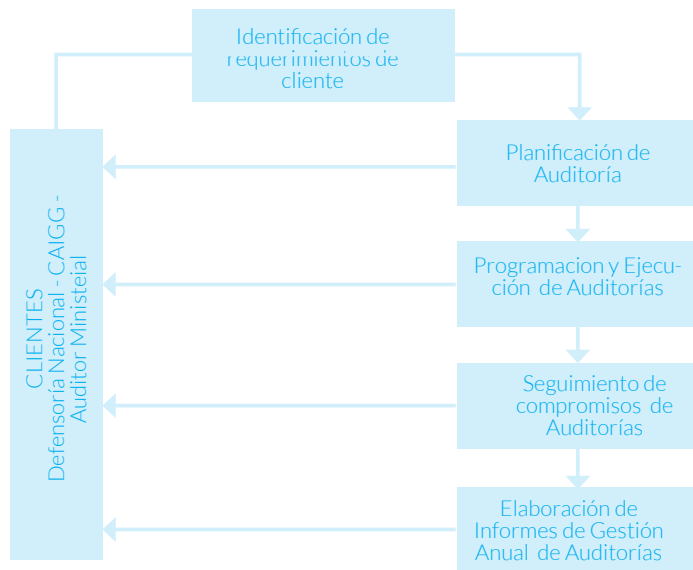 Identificación de
requerimientos de
cliente
Planificación de
Auditoría
Programacion y Ejecu-
ción de Auditorías
Seguimiento de
compromisos de
Auditorías
Elaboración de
Informes de Gestión
Anual de Auditorías
CLIENTES
Defensoría Nacional - CAIGG -
Auditor Ministeial